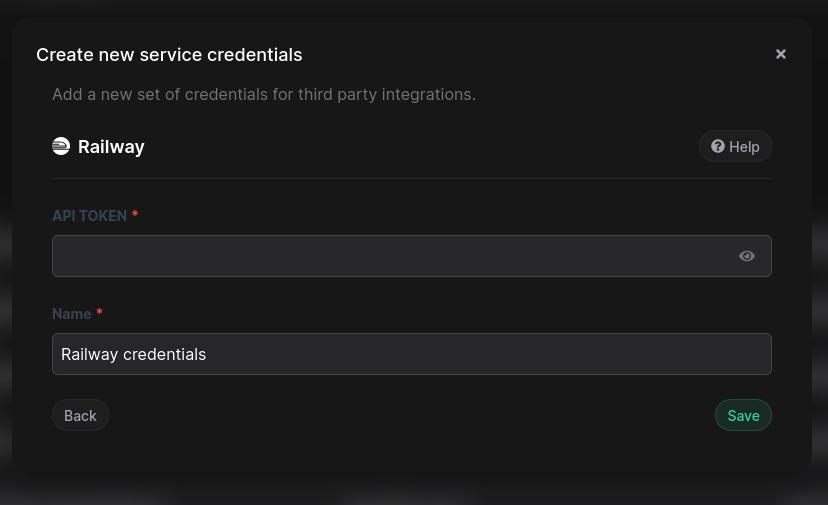 Create new service credentials
Add a new set of credentials for third party integrations.
Railway
Help
API TOKEN *
Name *
Railway credentials
Back
Save